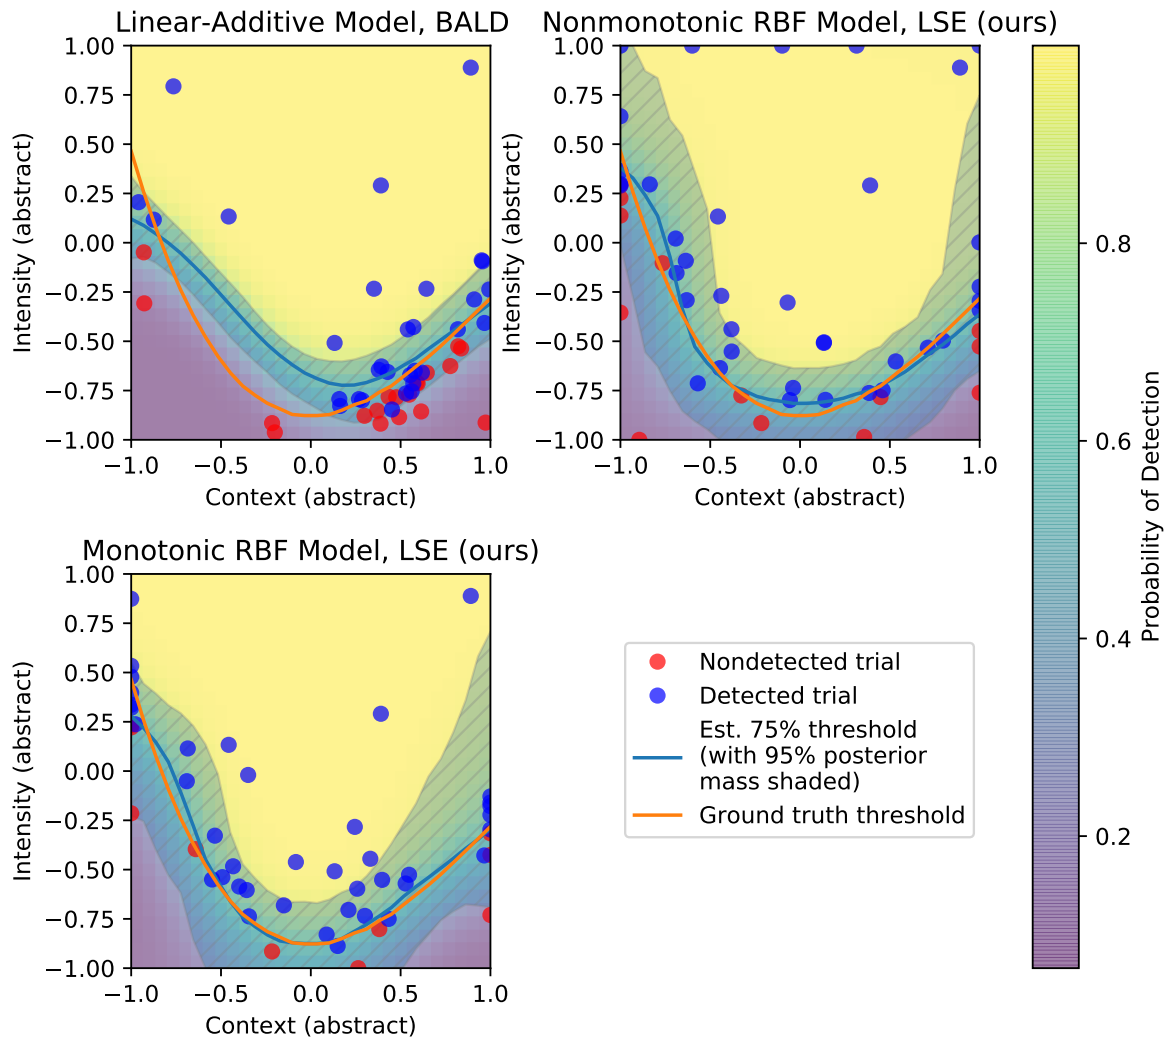 Linear-Additive Model, BALD
1.00
0.75
0.50
0.25
0.00
−0.25
−0.50
−0.75
−1.00
Intensity (abstract)
−1.0
−0.5
0.0
0.5
1.0
Context (abstract)
Nonmonotonic RBF Model, LSE (ours)
1.00
0.75
0.50
0.25
0.00
−0.25
−0.50
−0.75
−1.00
Intensity (abstract)
−1.0
−0.5
0.0
0.5
1.0
Context (abstract)
Monotonic RBF Model, LSE (ours)
1.00
0.75
0.50
0.25
0.00
−0.25
−0.50
−0.75
−1.00
Intensity (abstract)
−1.0
−0.5
0.0
0.5
1.0
Context (abstract)
Nondetected trial
Detected trial
Est. 75% threshold
(with 95% posterior
mass shaded)
Ground truth threshold
0.8
0.6
0.4
0.2
Probability of Detection